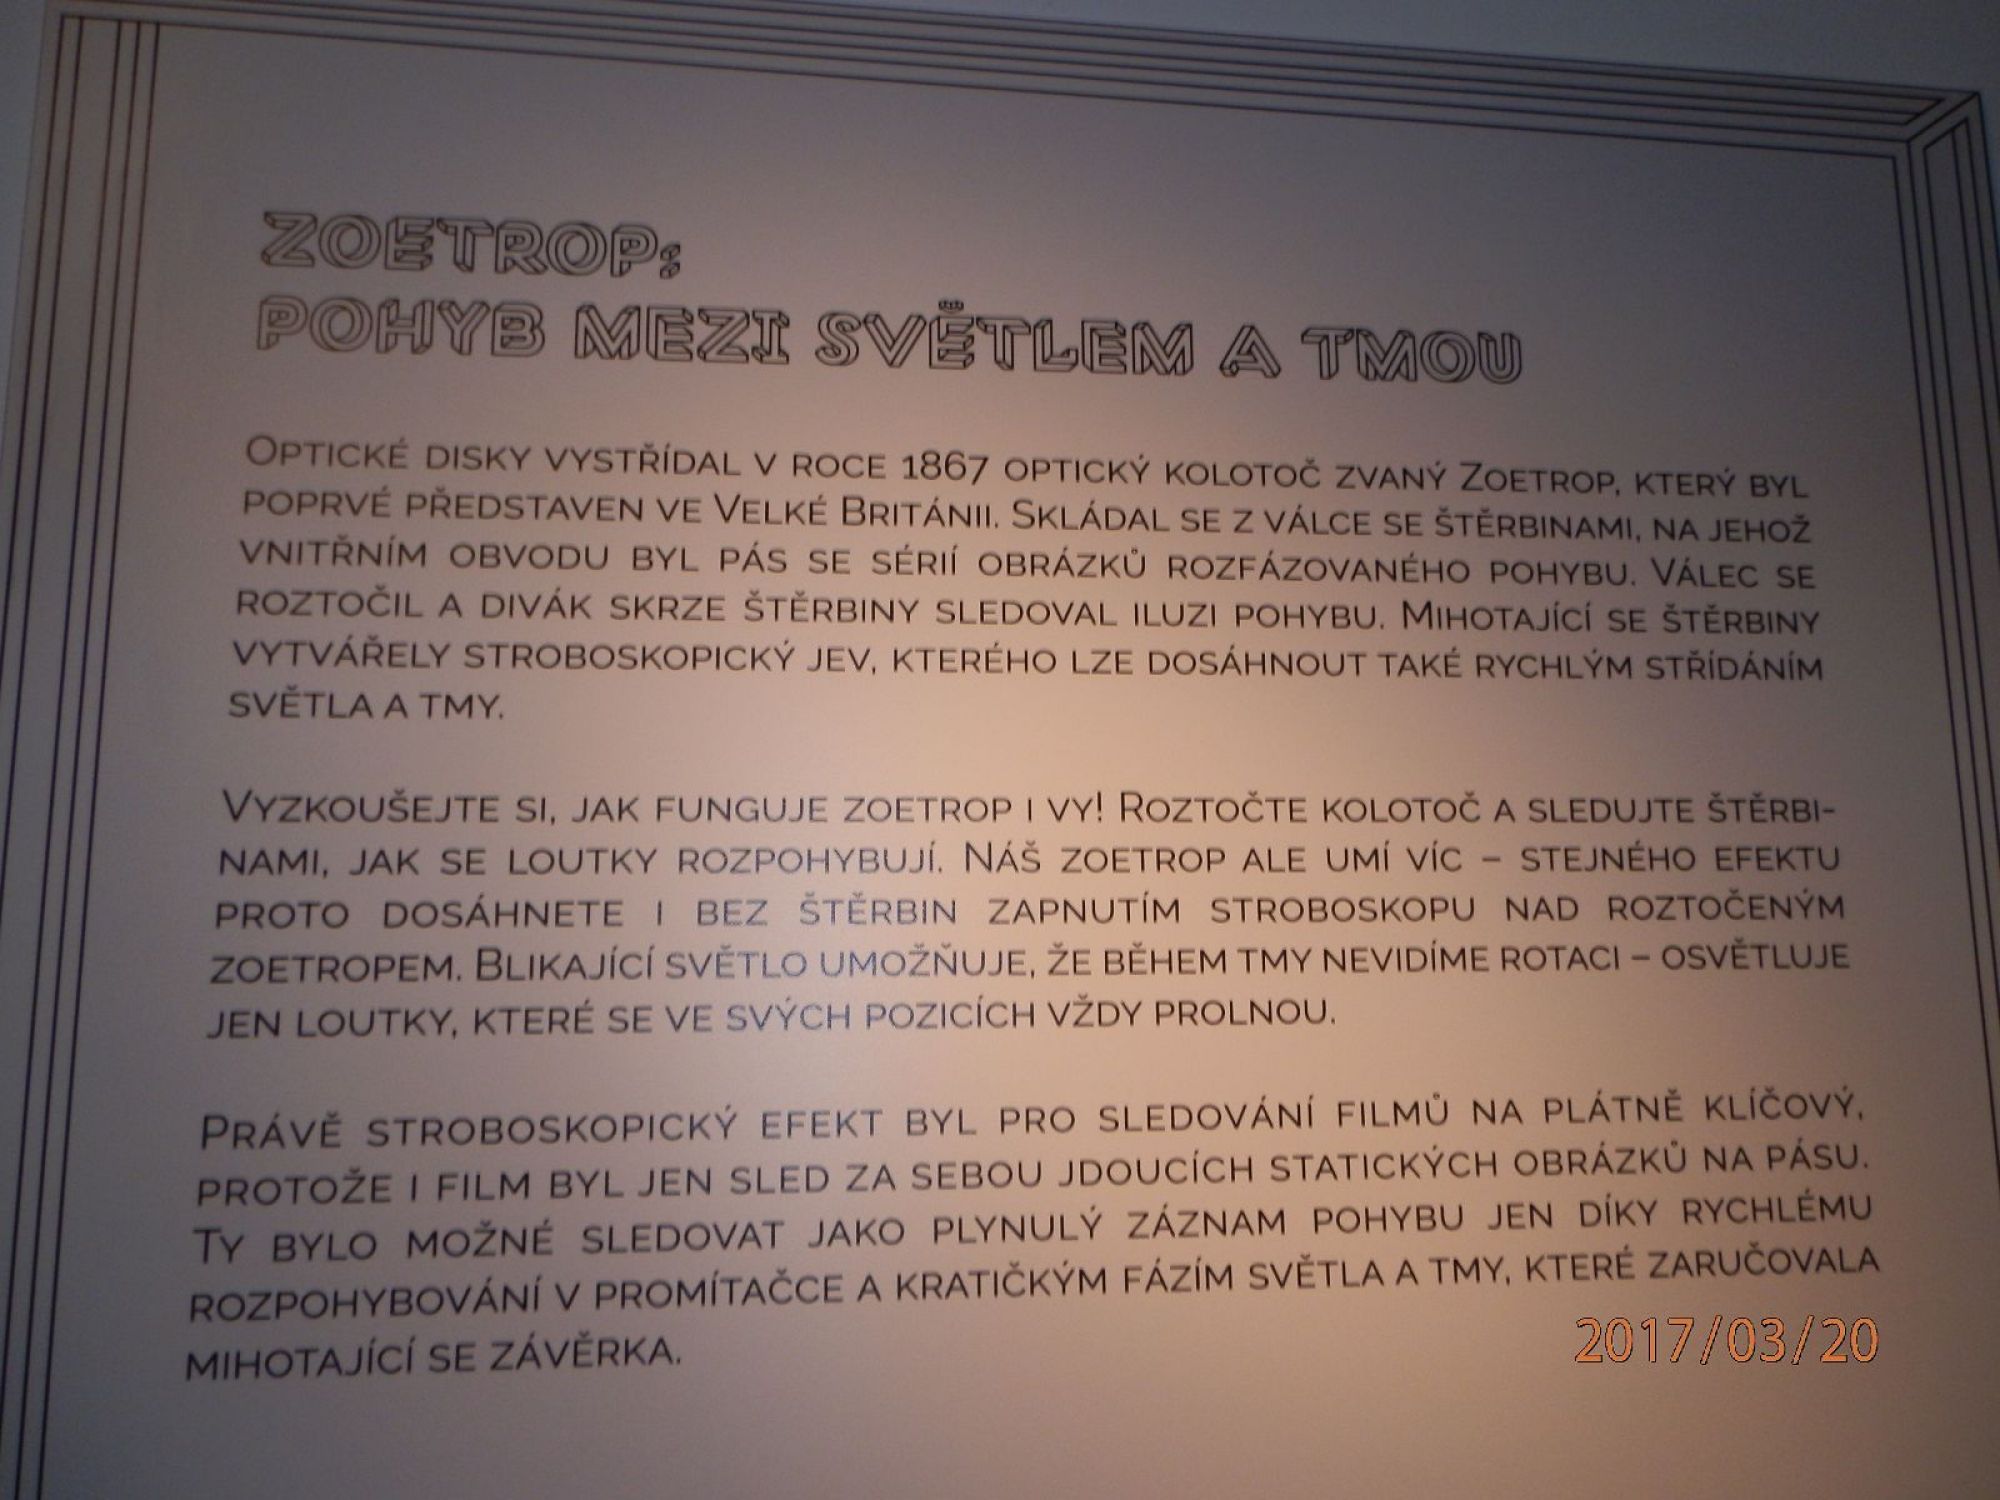 ZOETROP:
POHYB MEZI SVĚTLEM A TMOU
OPTICKÉ DISKY VYSTŘÍDAL V ROCE 1867 OPTICKÝ KOLOTOČ ZVANÝ ZOETROP, KTERÝ BYL
POPRVÉ PŘEDSTAVEN VE VELKÉ BRITÁNII. SKLÁDAL SE Z VÁLCE SE ŠTĚRBINAMI, NA JEHOŽ
VNITŘNÍM OBVODU BYL PÁS SE SÉRIÍ OBRÁZKŮ ROZFÁZOVANÉHO POHYBU. VÁLEC SE
ROZTOČIL A DIVÁK SKRZE ŠTĚRBINY SLEDOVAL ILUZI POHYBU. MIHOTAJÍCÍ SE ŠTĚRBINY
VYTVÁŘELY STROBOSKOPICKÝ JEV, KTERÉHO LZE DOSÁHNOUT TAKÉ RYCHLÝM STŘÍDÁNÍM
SVĚTLA A TMY.
VYZKOUŠEJTE SI, JAK FUNGUJE ZOETROP I VY! ROZTOČTE KOLOTOČ A SLEDUJTE ŠTĚRBI-
NAMI, JAK SE LOUTKY ROZPOHYBUJÍ. NÁŠ ZOETROP ALE UMÍ VÍC – STEJNÉHO EFEKTU
PROTO DOSÁHNETE I BEZ ŠTĚRBIN ZAPNUTÍM STROBOSKOPU NAD ROZTOČENÝM
ZOETROPEM. BLIKAJÍCÍ SVĚTLO UMOŽŇUJE, ŽE BĚHEM TMY NEVIDÍME ROTACI – OSVĚTLUJE
JEN LOUTKY, KTERÉ SE VE SVÝCH POZICÍCH VŽDY PROLNOU.
PRÁVĚ STROBOSKOPICKÝ EFEKT BYL PRO SLEDOVÁNÍ FILMŮ NA PLÁTNĚ KLÍČOVÝ,
PROTOŽE I FILM BYL JEN SLED ZA SEBOU JDOUCÍCH STATICKÝCH OBRÁZKŮ NA PÁSU.
TY BYLO MOŽNÉ SLEDOVAT JAKO PLYNULÝ ZÁZNAM POHYBU JEN DÍKY RYCHLÉMU
ROZPOHYBOVÁNÍ V PROMÍTAČCE A KRATIČKÝM FÁZÍM SVĚTLA A TMY, KTERÉ ZARUČOVALA
MIHOTAJÍCÍ SE ZÁVĚRKA.
2017/03/20